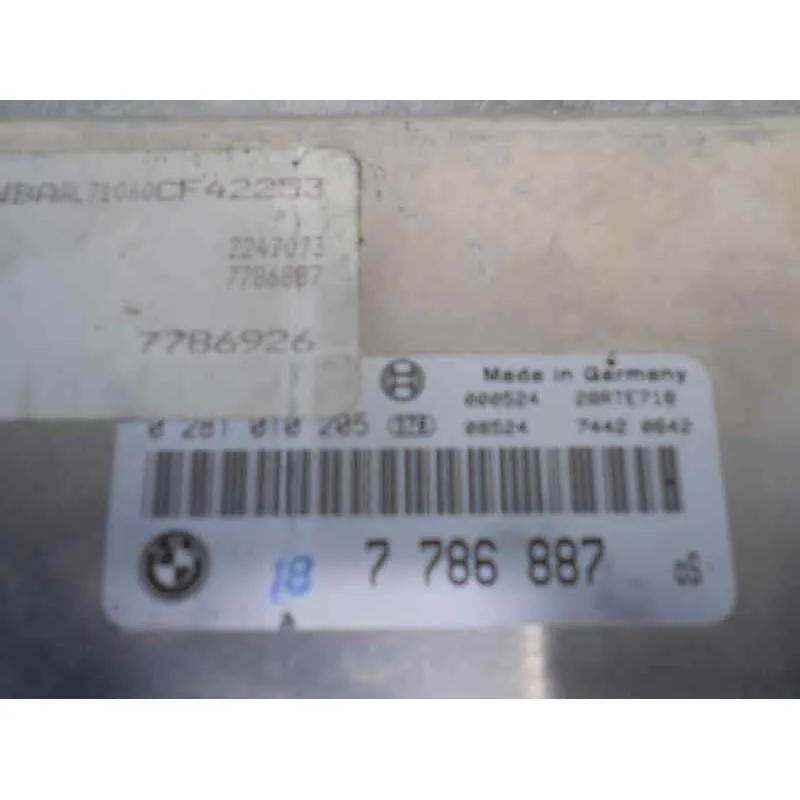 WBAAL71060CF42253
2247073
7786887
7786926
Made in Germany
000524 28RTE718
0 281 010 205 178 00524 7442 0642
18 7 786 887